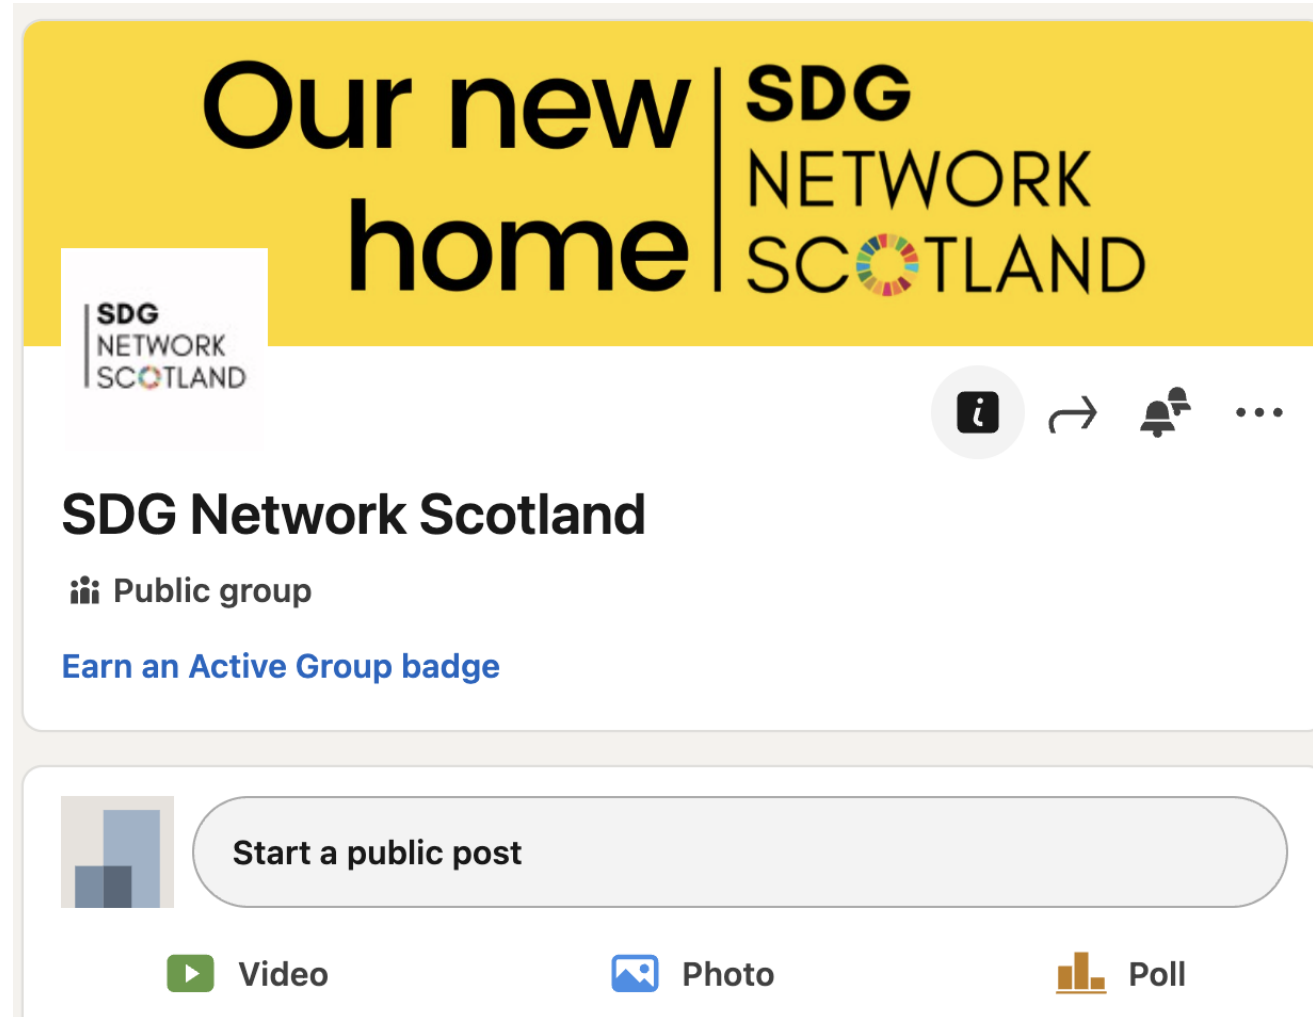 Our new
home
SDG
NETWORK
SCOTLAND
SDG
NETWORK
SCOTLAND
SDG Network Scotland
Public group
Earn an Active Group badge
Start a public post
Video
Photo
Poll